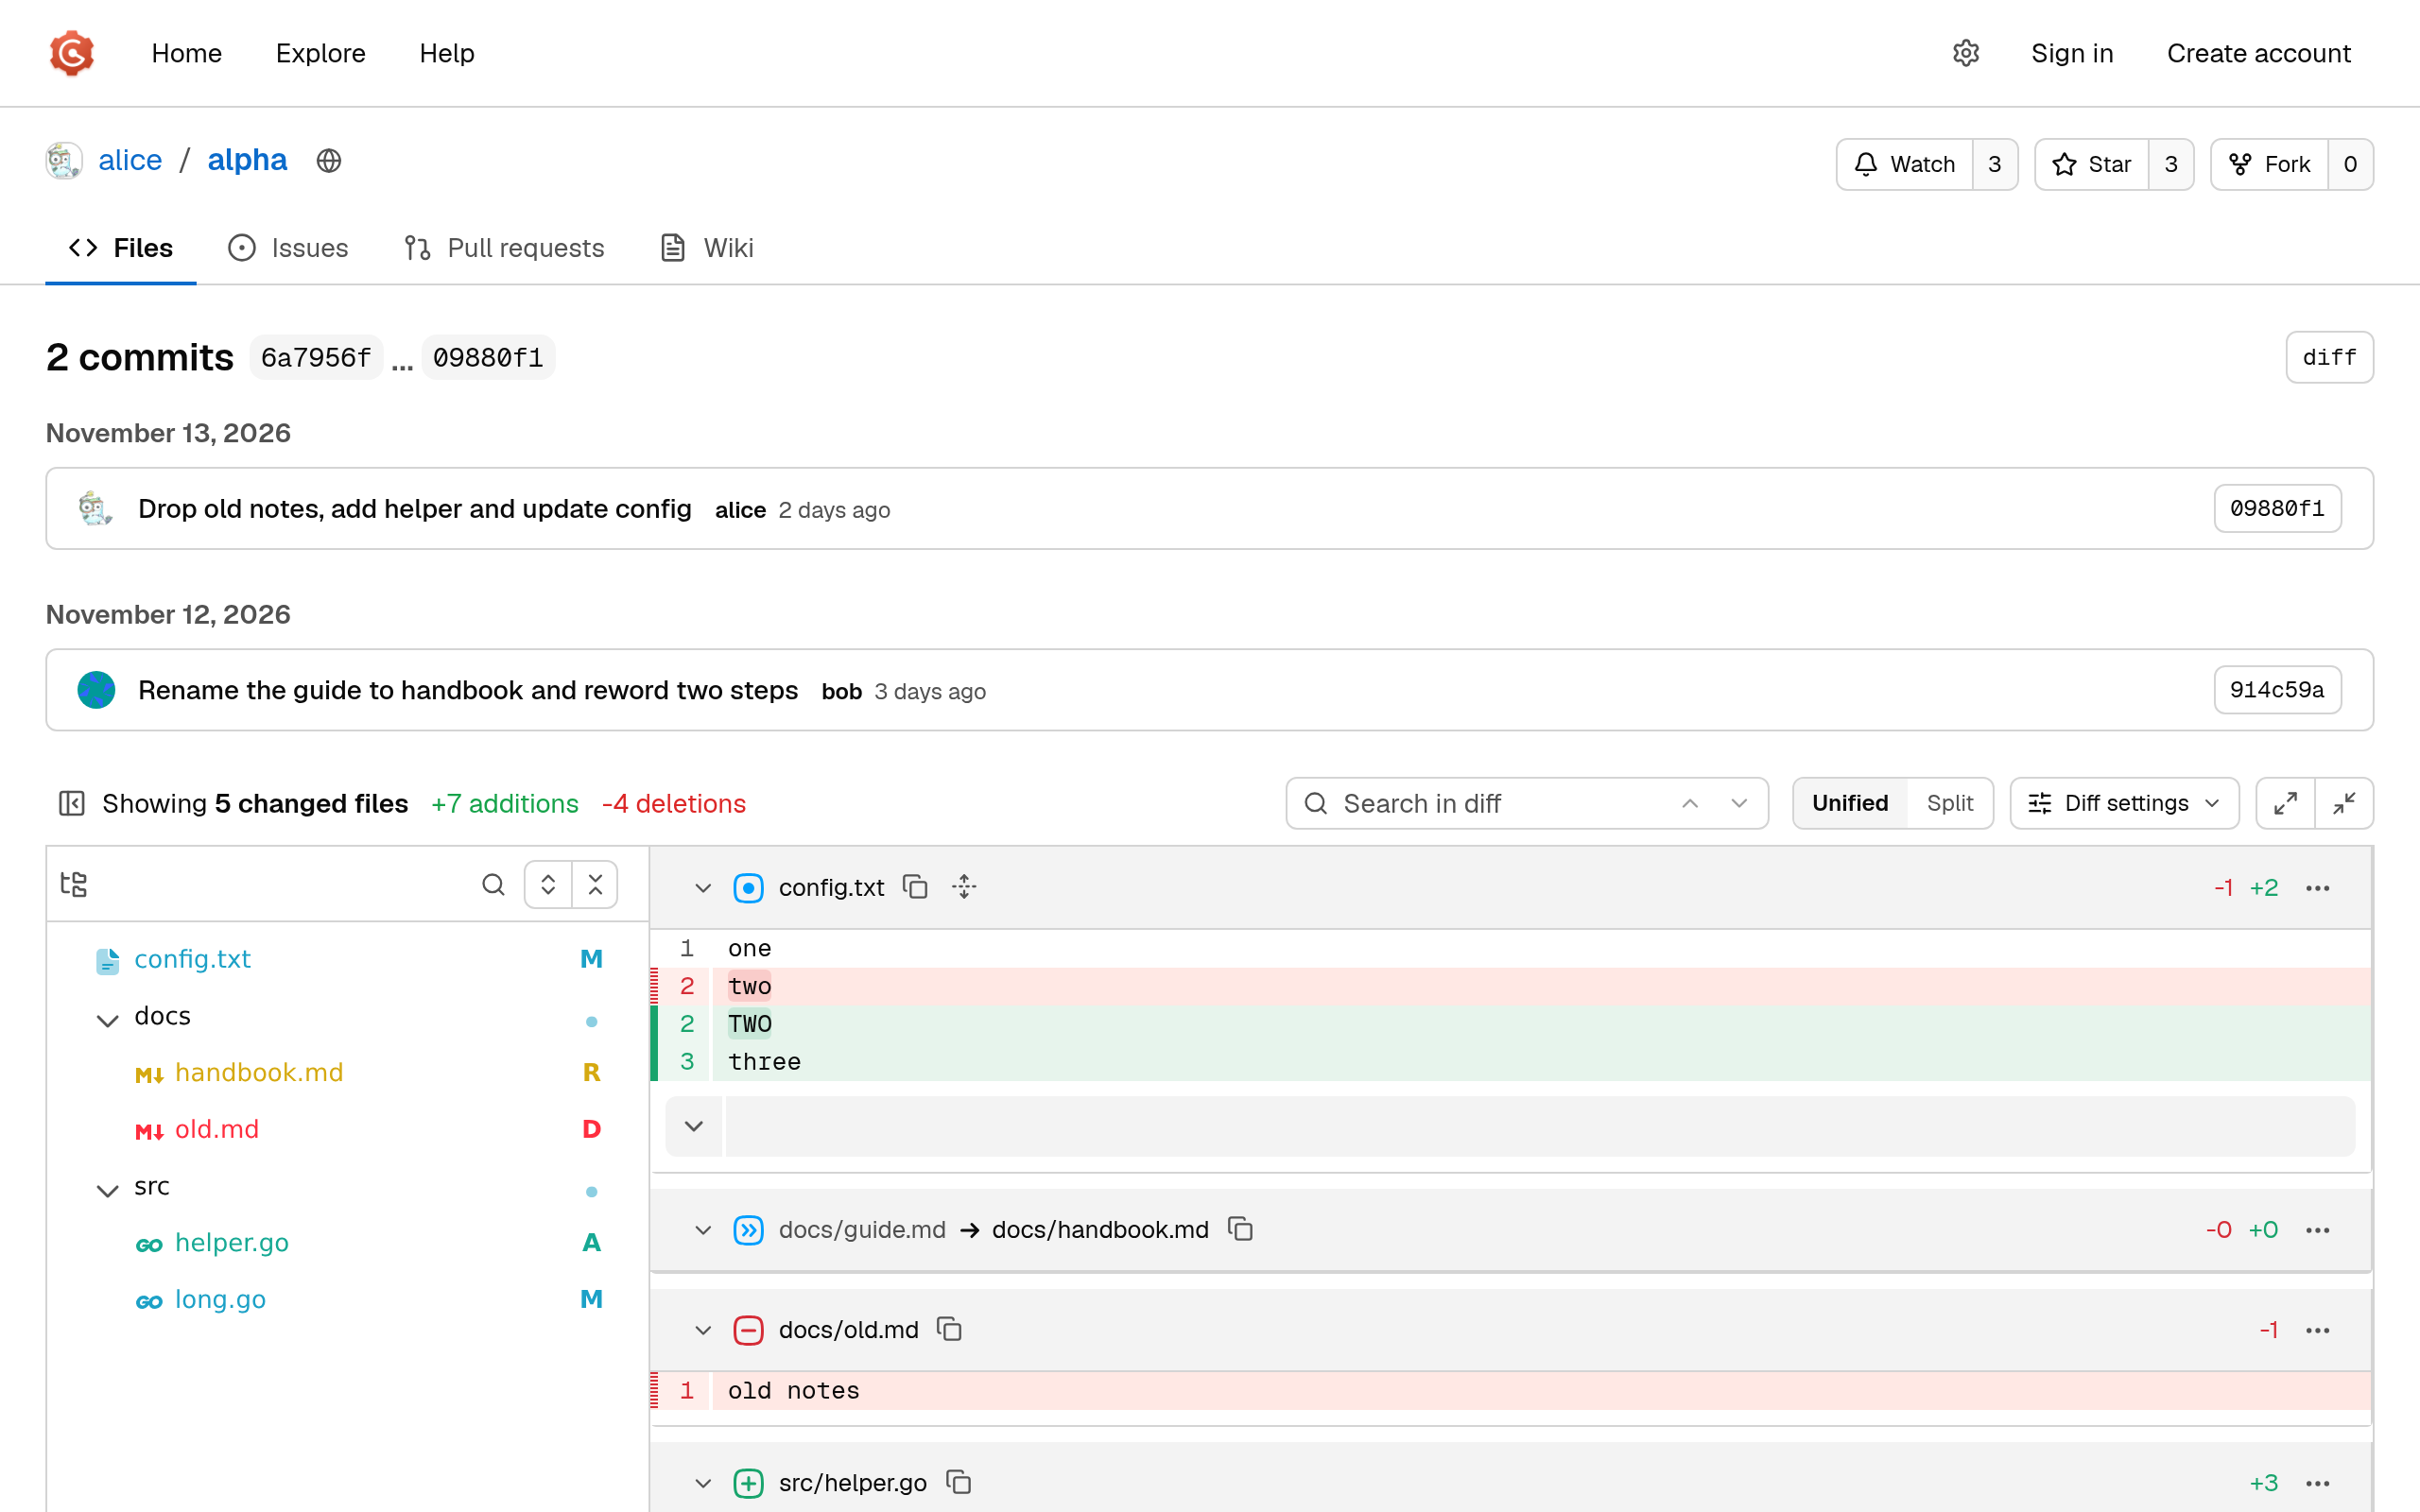 Home Explore Help Sign in Create account
alice / alpha Watch 3 Star 3 Fork 0
Files Issues Pull requests Wiki
2 commits 6a7956f ... 09880f1 diff
November 13, 2026
Drop old notes, add helper and update config alice 2 days ago 09880f1
November 12, 2026
Rename the guide to handbook and reword two steps bob 3 days ago 914c59a
Showing 5 changed files +7 additions -4 deletions Search in diff Unified Split Diff settings
config.txt M
docs
handbook.md R
old.md D
src
helper.go A
long.go M
config.txt -1 +2
1 one
2 two
2 TWO
3 three
docs/guide.md → docs/handbook.md -0 +0
docs/old.md -1
1 old notes
src/helper.go +3